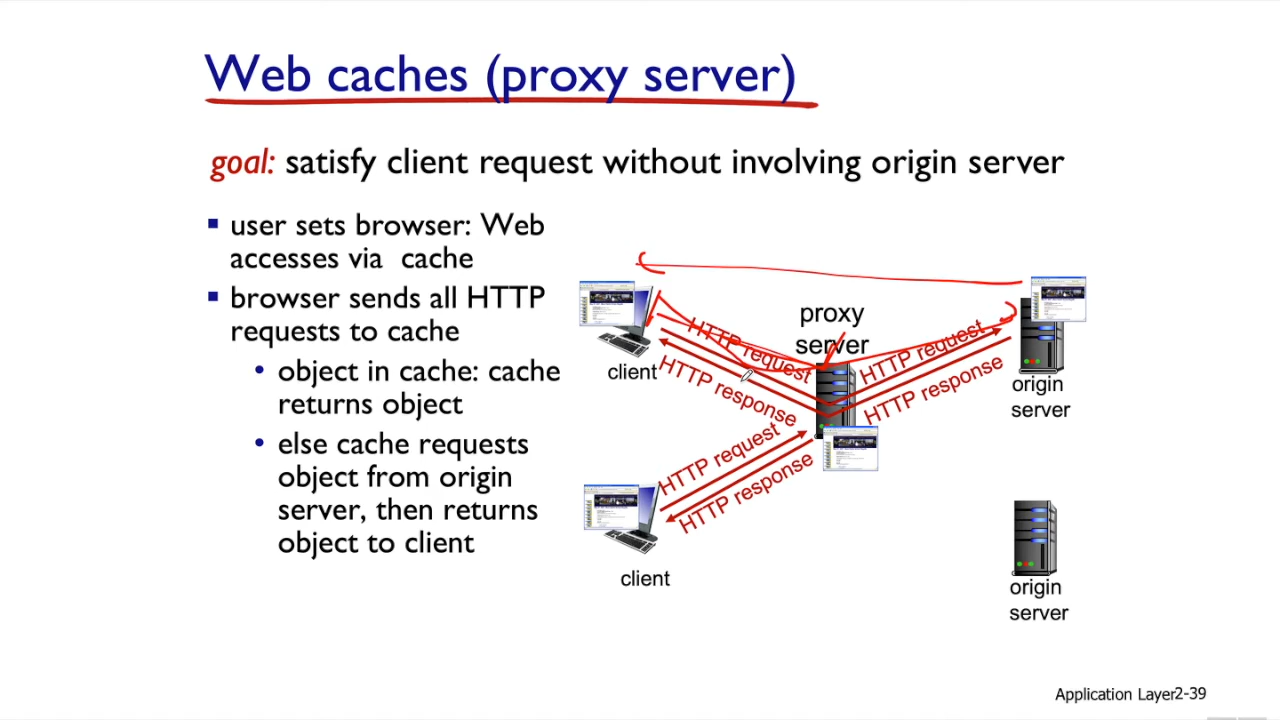 Web caches (proxy server)
goal: satisfy client request without involving origin server
▪ user sets browser: Web
accesses via cache
▪ browser sends all HTTP
requests to cache
• object in cache: cache
returns object
• else cache requests
object from origin
server, then returns
object to client
proxy
server
HTTP request
HTTP response
HTTP request
HTTP response
client
origin
server
HTTP request
HTTP response
client
origin
server
Application Layer2-39